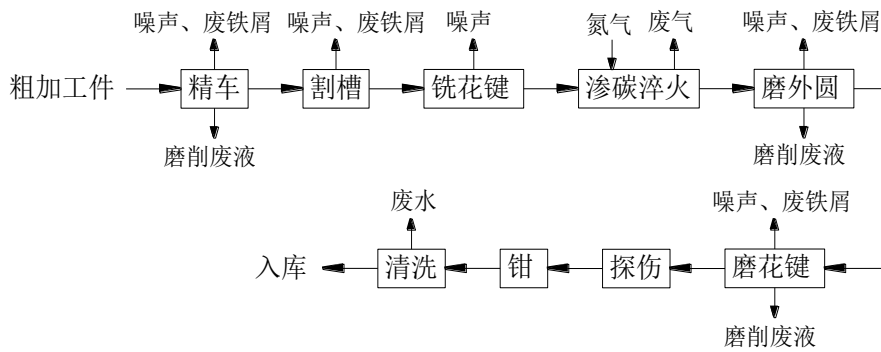 噪声、废铁屑 噪声、废铁屑 噪声 氮气 废气 噪声、废铁屑
粗加工件 精车 割槽 铣花键 渗碳淬火 磨外圆
磨削废液 磨削废液
废水 噪声、废铁屑
入库 清洗 钳 探伤 磨花键
磨削废液